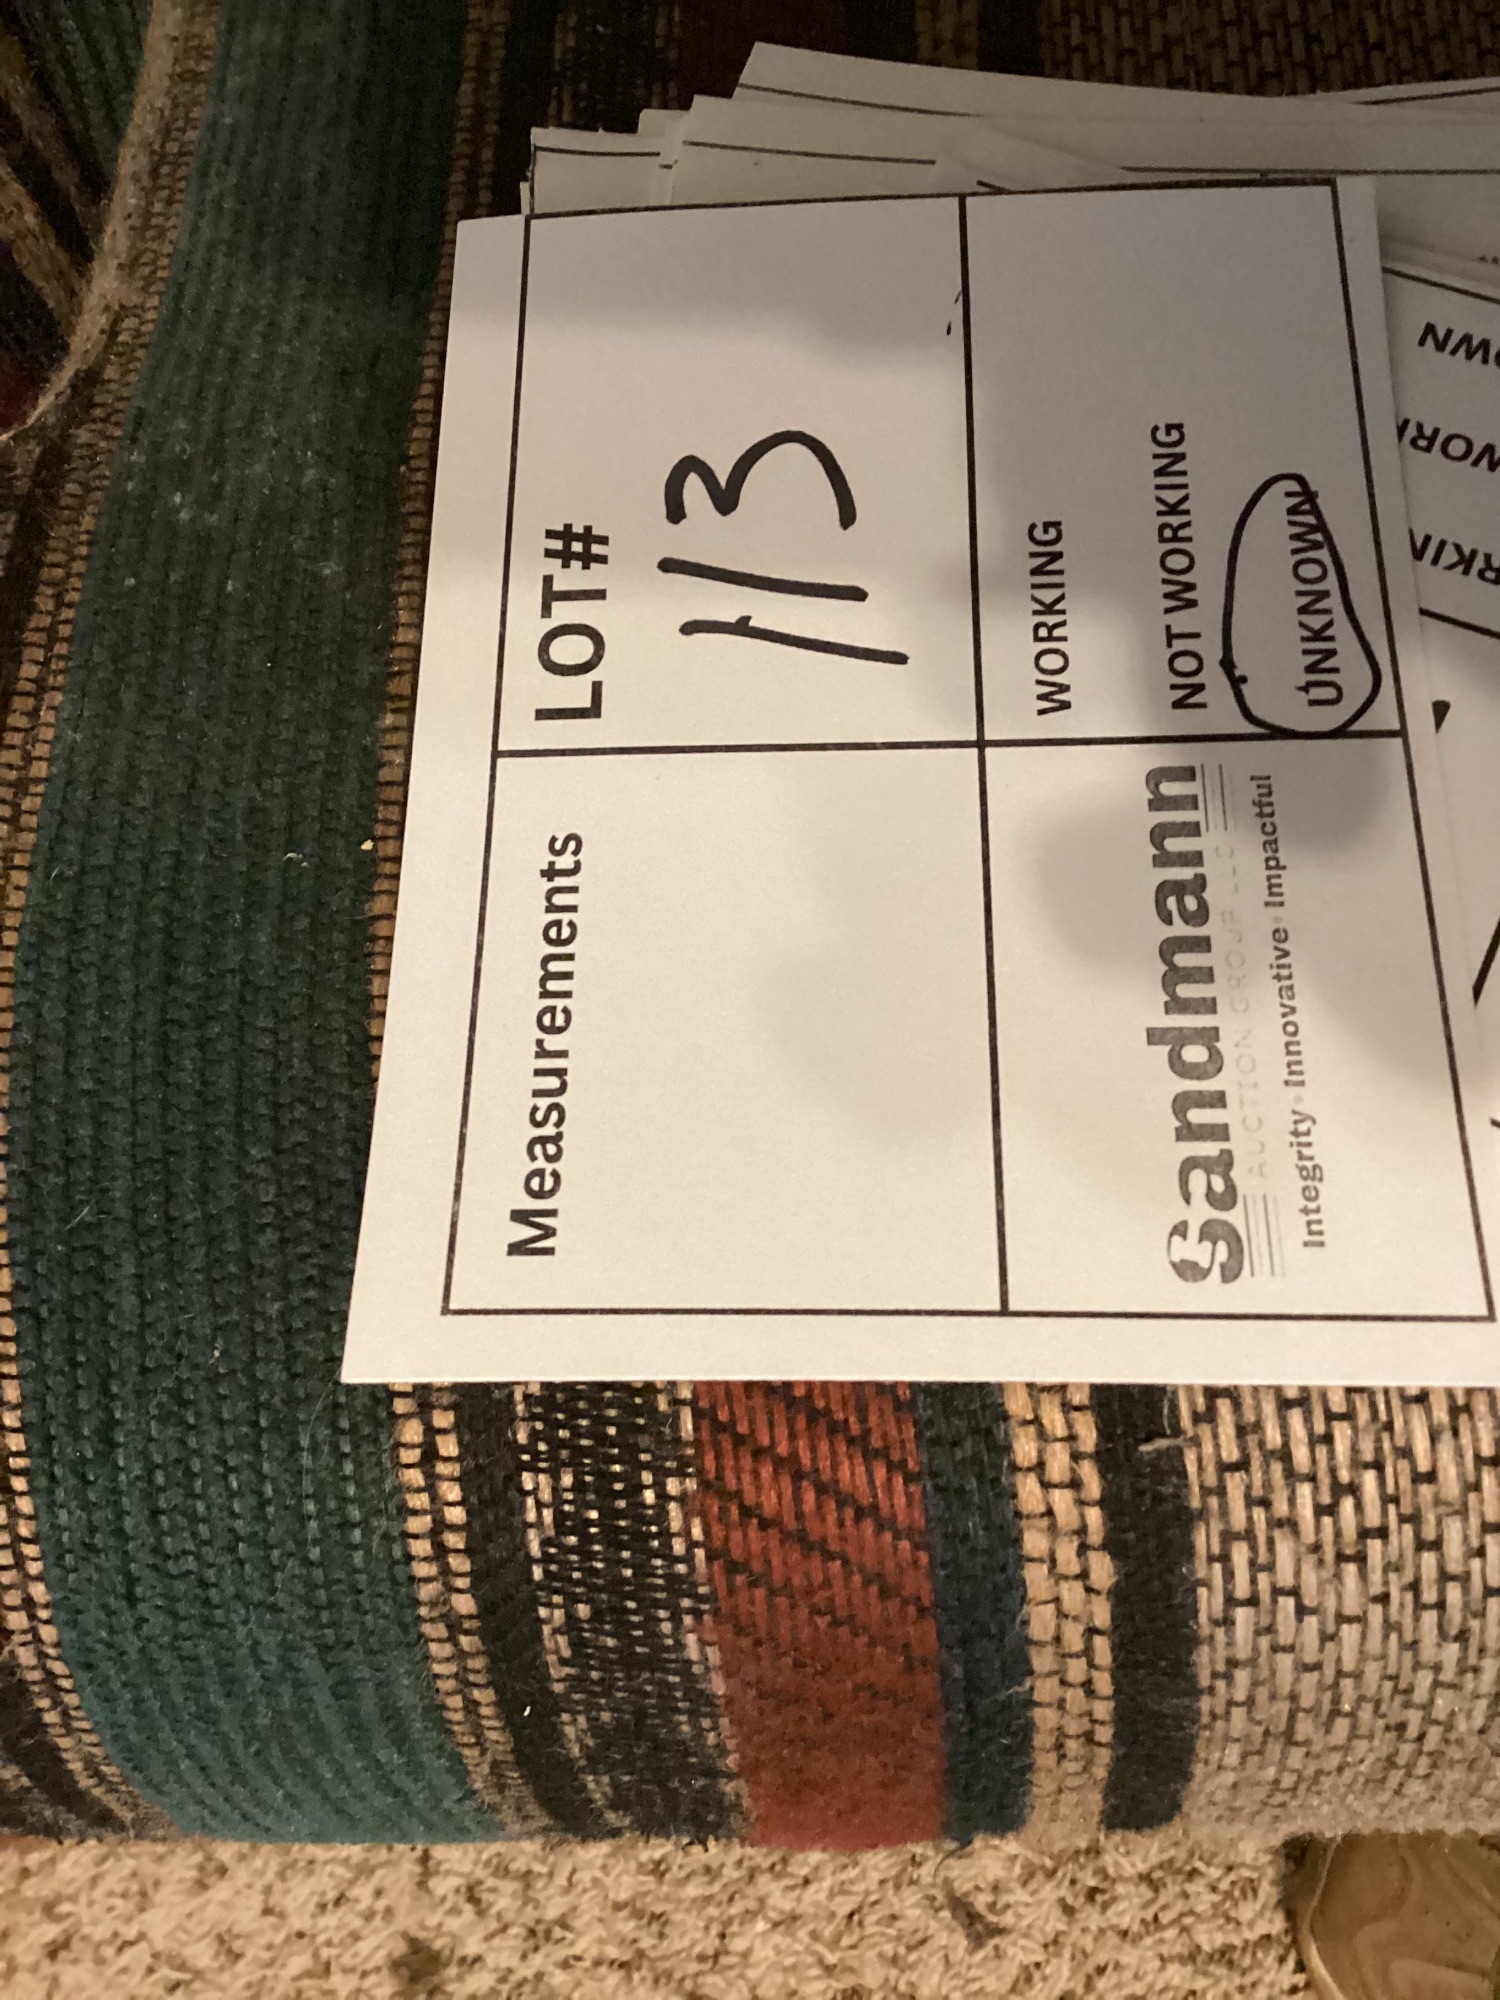 Measurements
LOT#
113
WORKING
NOT WORKING
UNKNOWN
Sandmann
AUCTION GROUP LLC
Integrity • Innovative • Impactful